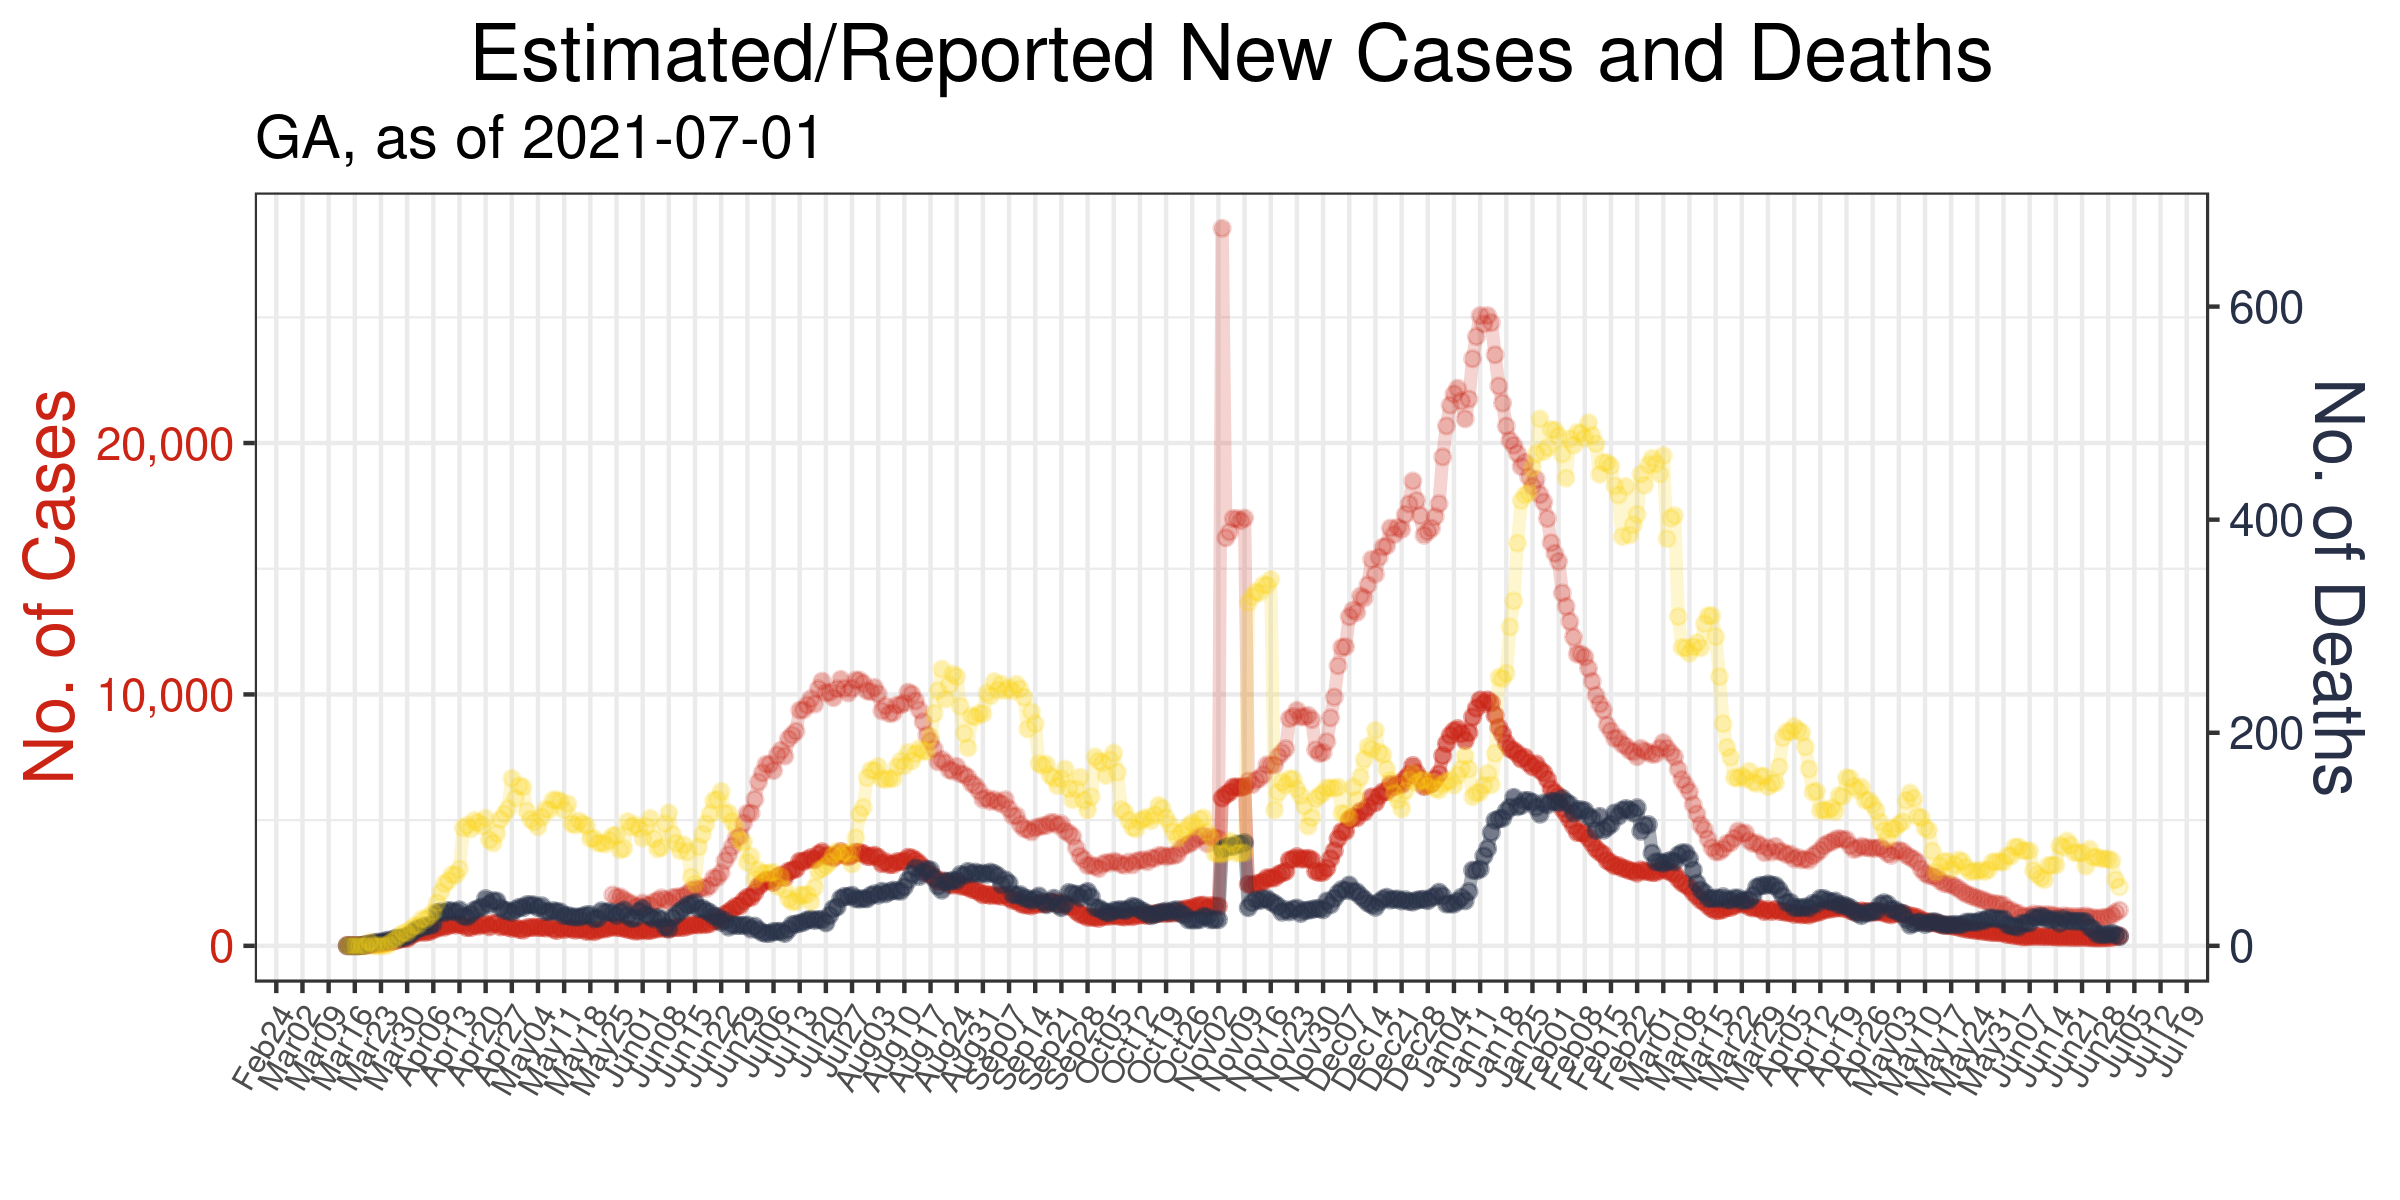 Estimated/Reported New Cases and Deaths
GA, as of 2021-07-01
No. of Cases
20,000
10,000
0
600
400
200
0
No. of Deaths
Feb24
Mar02
Mar09
Mar16
Mar23
Mar30
Apr06
Apr13
Apr20
Apr27
May04
May11
May18
May25
Jun01
Jun08
Jun15
Jun22
Jun29
Jul06
Jul13
Jul20
Jul27
Aug03
Aug10
Aug17
Aug24
Aug31
Sep07
Sep14
Sep21
Sep28
Oct05
Oct12
Oct19
Oct26
Nov02
Nov09
Nov16
Nov23
Nov30
Dec07
Dec14
Dec21
Dec28
Jan04
Jan11
Jan18
Jan25
Feb01
Feb08
Feb15
Feb22
Mar01
Mar08
Mar15
Mar22
Mar29
Apr05
Apr12
Apr19
Apr26
May03
May10
May17
May24
May31
Jun07
Jun14
Jun21
Jun28
Jul05
Jul12
Jul19